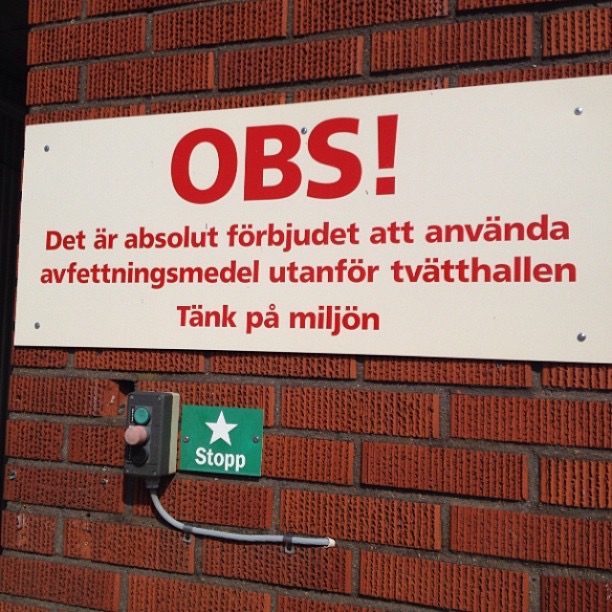 OBS!
Det är absolut förbjudet att använda
avfettningsmedel utanför tvätthallen
Tänk på miljön
Stopp